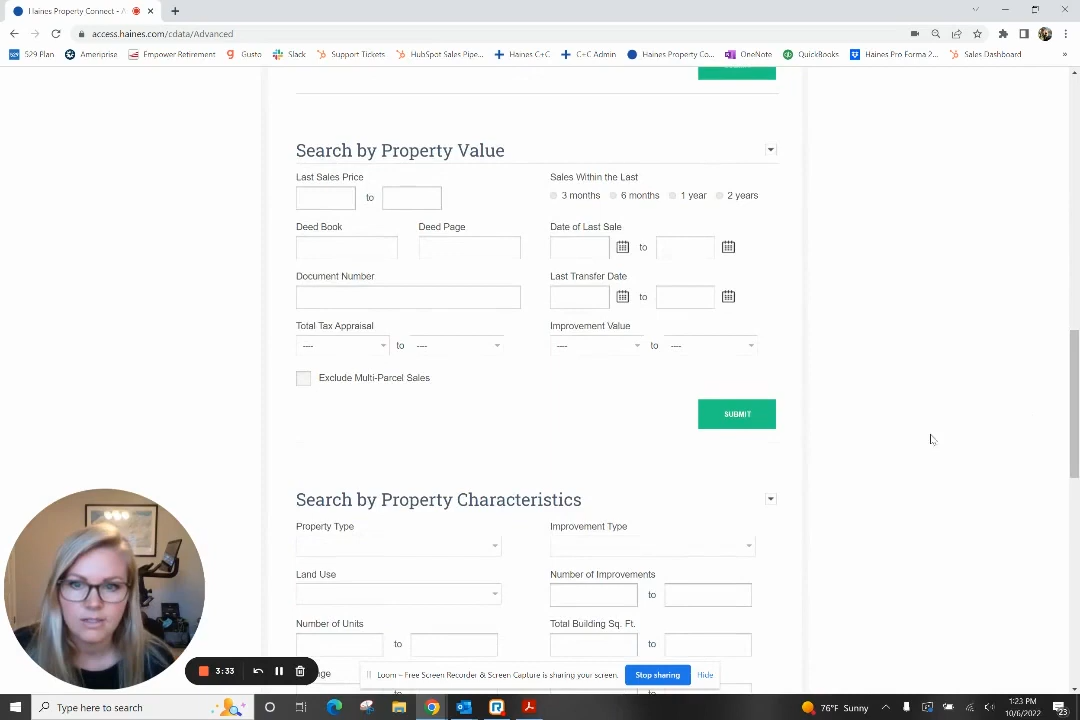 Haines Property Connect - A
access.haines.com/cdata/Advanced
S29 Plan Ameriprise Empower Retirement Gusto Slack Support Tickets HubSpot Sales Pipe... Haines C+C C+C Admin Haines Property Co... OneNote QuickBooks Haines Pro Forma 2... Sales Dashboard »
Search by Property Value
Last Sales Price Sales Within the Last
to 3 months 6 months 1 year 2 years
Deed Book Deed Page Date of Last Sale
to
Document Number Last Transfer Date
to
Total Tax Appraisal Improvement Value
---- to ---- ---- to ----
Exclude Multi-Parcel Sales
SUBMIT
Search by Property Characteristics
Property Type Improvement Type
Land Use Number of Improvements
to
Number of Units Total Building Sq. Ft.
to to
3:33
Loom – Free Screen Recorder & Screen Capture is sharing your screen. Stop sharing Hide
Type here to search
76°F Sunny
1:23 PM
10/6/2022
23